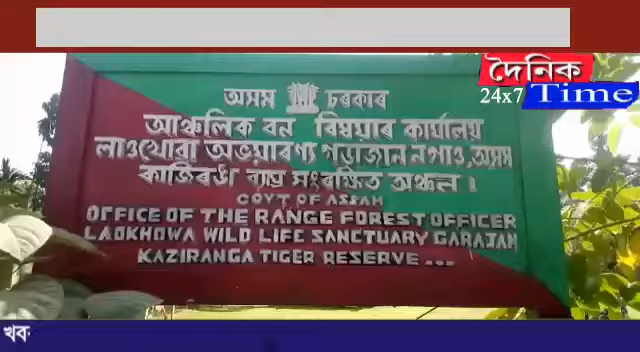 দৈনিক
24x7 Time
অসম চৰকাৰ
আঞ্চলিক বন বিষয়াৰ কাৰ্যালয়
লাওখোৱা অভয়াৰণ্য গড়াজান নগাওঁ, অসম
কাজিৰঙা ব্যাঘ্ৰ সংৰক্ষিত অঞ্চল।
GOVT OF ASSAM
OFFICE OF THE RANGE FOREST OFFICER
LAOKHOWA WILD LIFE SANCTUARY GARAJAN
KAZIRANGA TIGER RESERVE ...